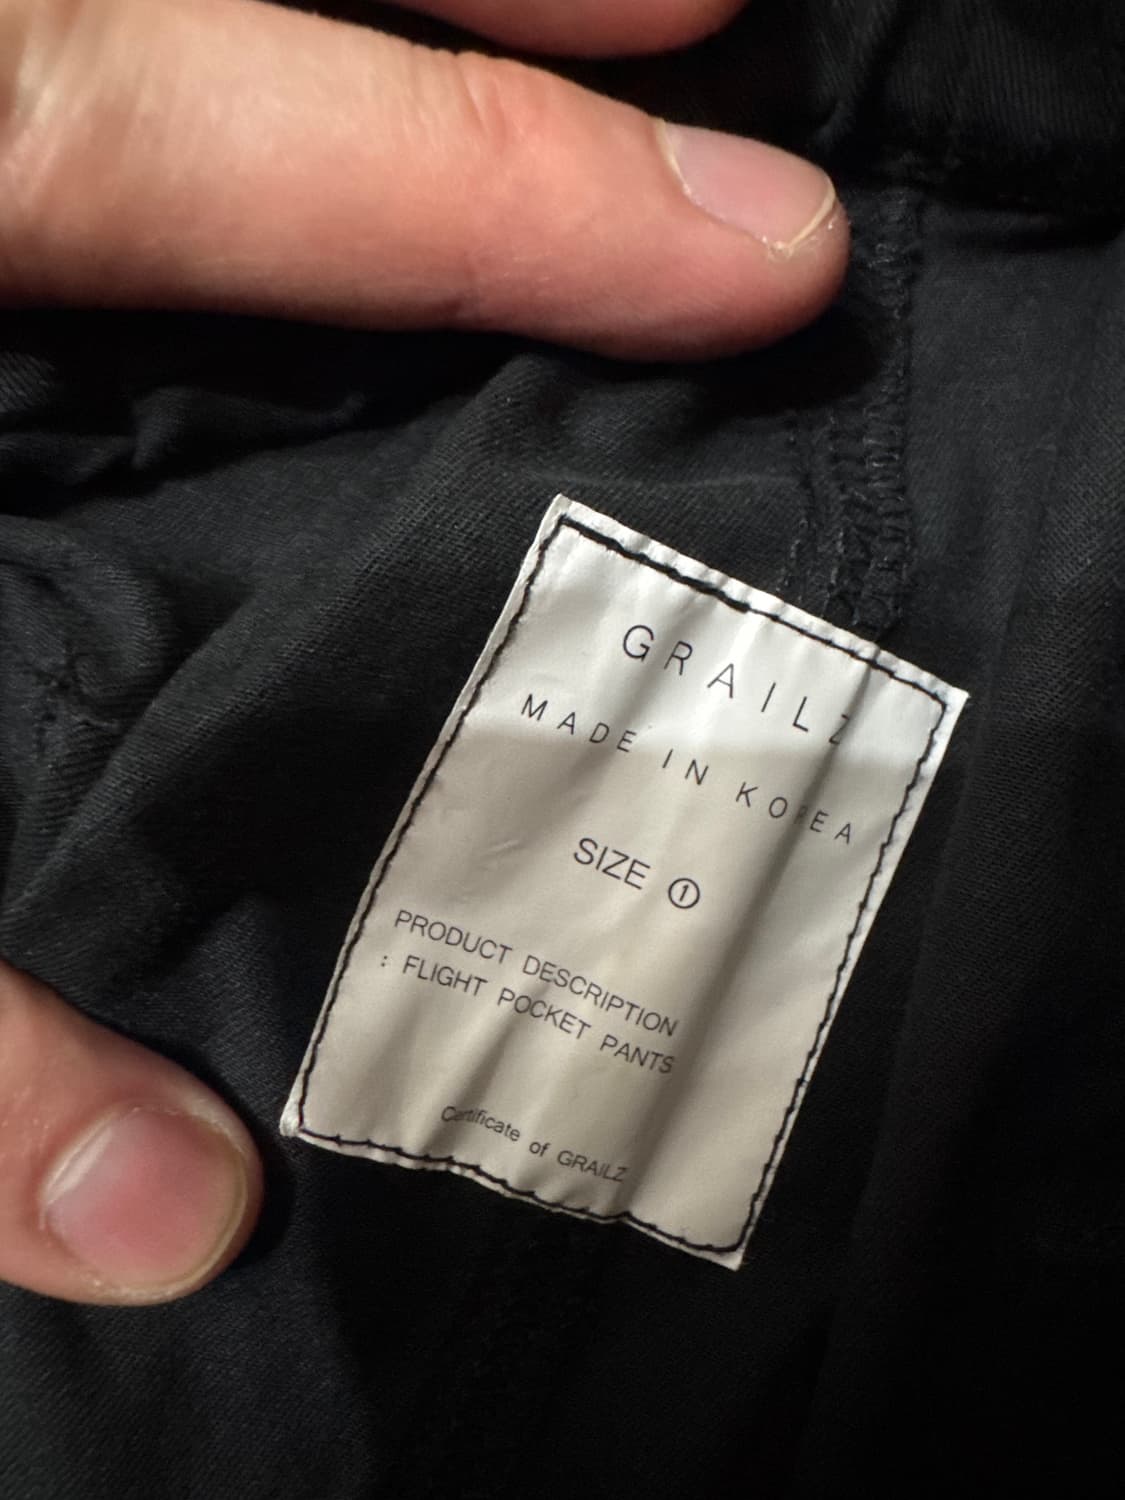 GRAILZ
MADE IN KOREA
SIZE ①
PRODUCT DESCRIPTION
: FLIGHT POCKET PANTS
Certificate of GRAILZ